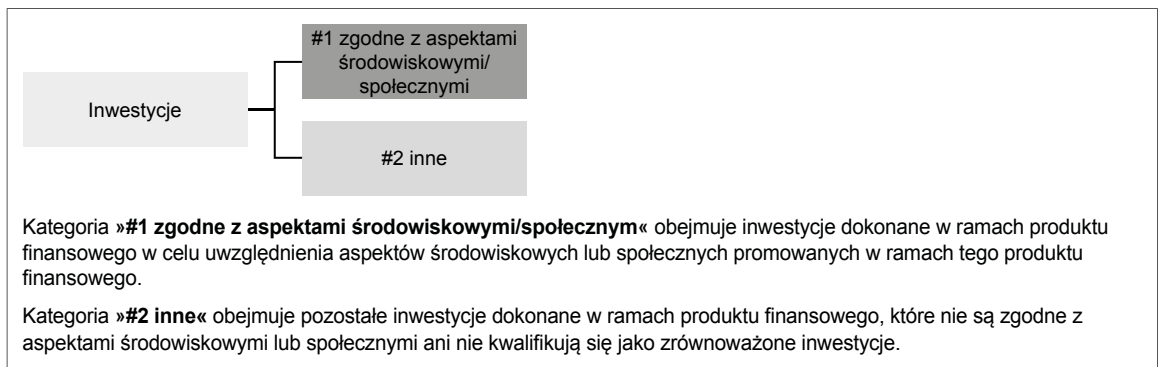 #1 zgodne z aspektami
środowiskowymi/
społecznymi
Inwestycje
#2 inne
Kategoria »#1 zgodne z aspektami środowiskowymi/społecznym« obejmuje inwestycje dokonane w ramach produktu
finansowego w celu uwzględnienia aspektów środowiskowych lub społecznych promowanych w ramach tego produktu
finansowego.
Kategoria »#2 inne« obejmuje pozostałe inwestycje dokonane w ramach produktu finansowego, które nie są zgodne z
aspektami środowiskowymi lub społecznymi ani nie kwalifikują się jako zrównoważone inwestycje.